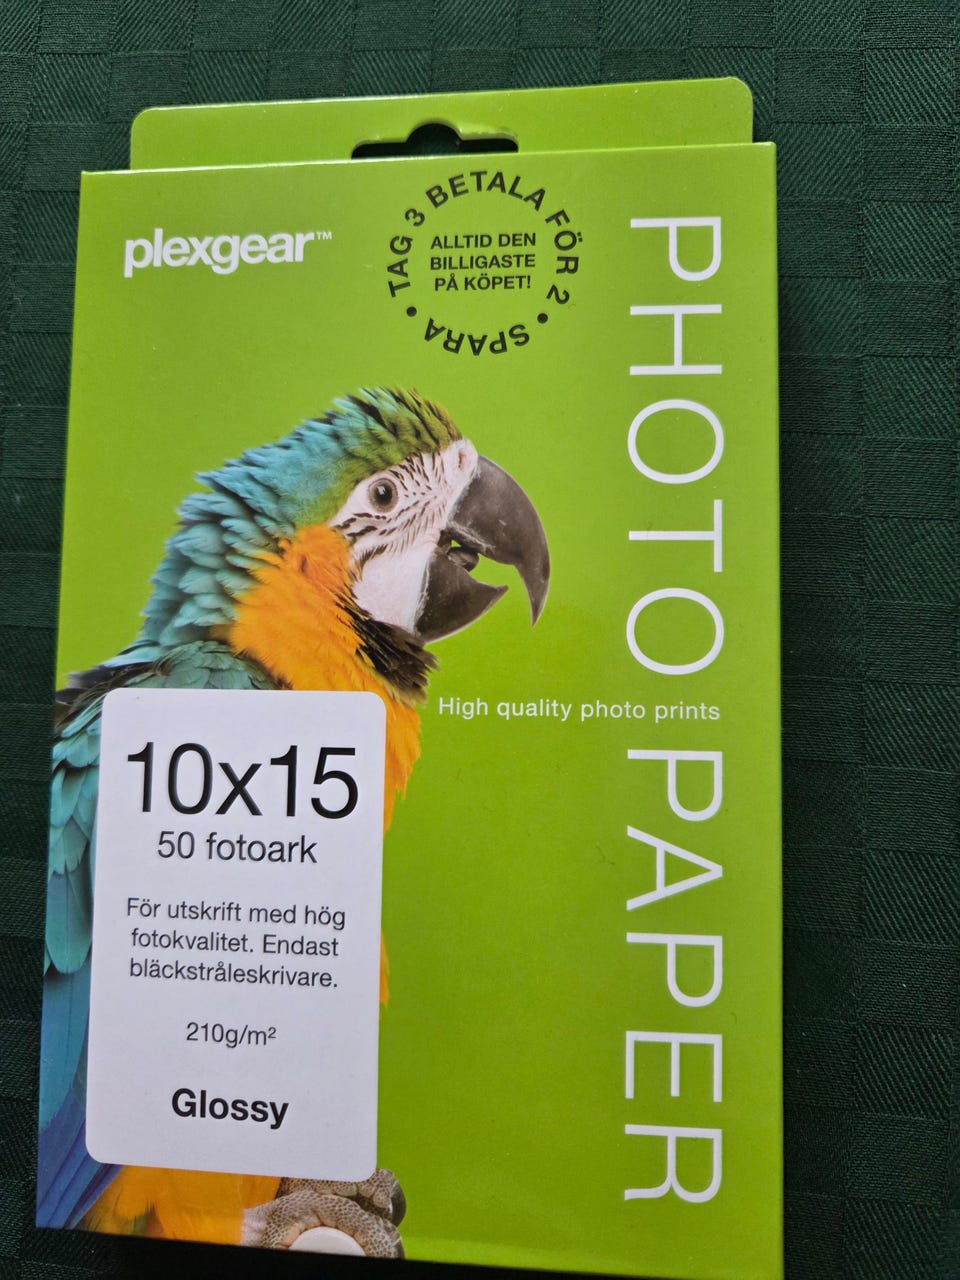 plexgear™
TAG 3 BETALA FÖR 2 • SPARA •
ALLTID DEN
BILLIGASTE
PÅ KÖPET!
PHOTO PAPER
High quality photo prints
10x15
50 fotoark
För utskrift med hög
fotokvalitet. Endast
bläckstråleskrivare.
210g/m²
Glossy